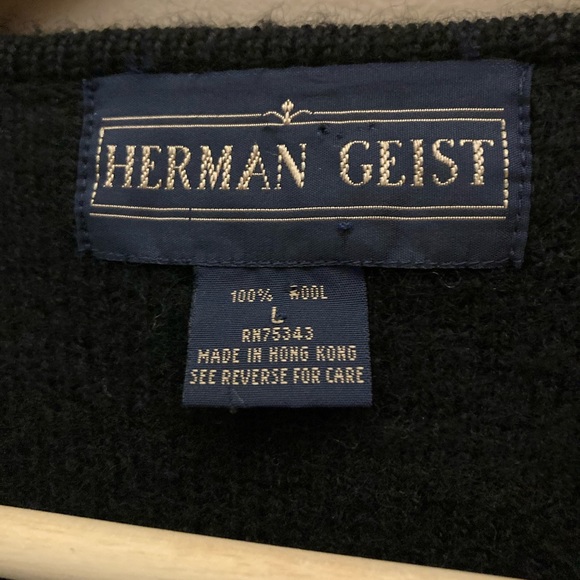 HERMAN GEIST
100% WOOL
L
RN75343
MADE IN HONG KONG
SEE REVERSE FOR CARE